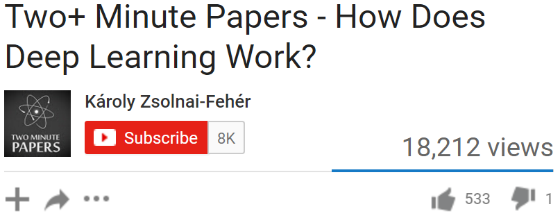 Two+ Minute Papers - How Does
Deep Learning Work?
TWO MINUTE
PAPERS
Károly Zsolnai-Fehér
Subscribe 8K
18,212 views
533 1